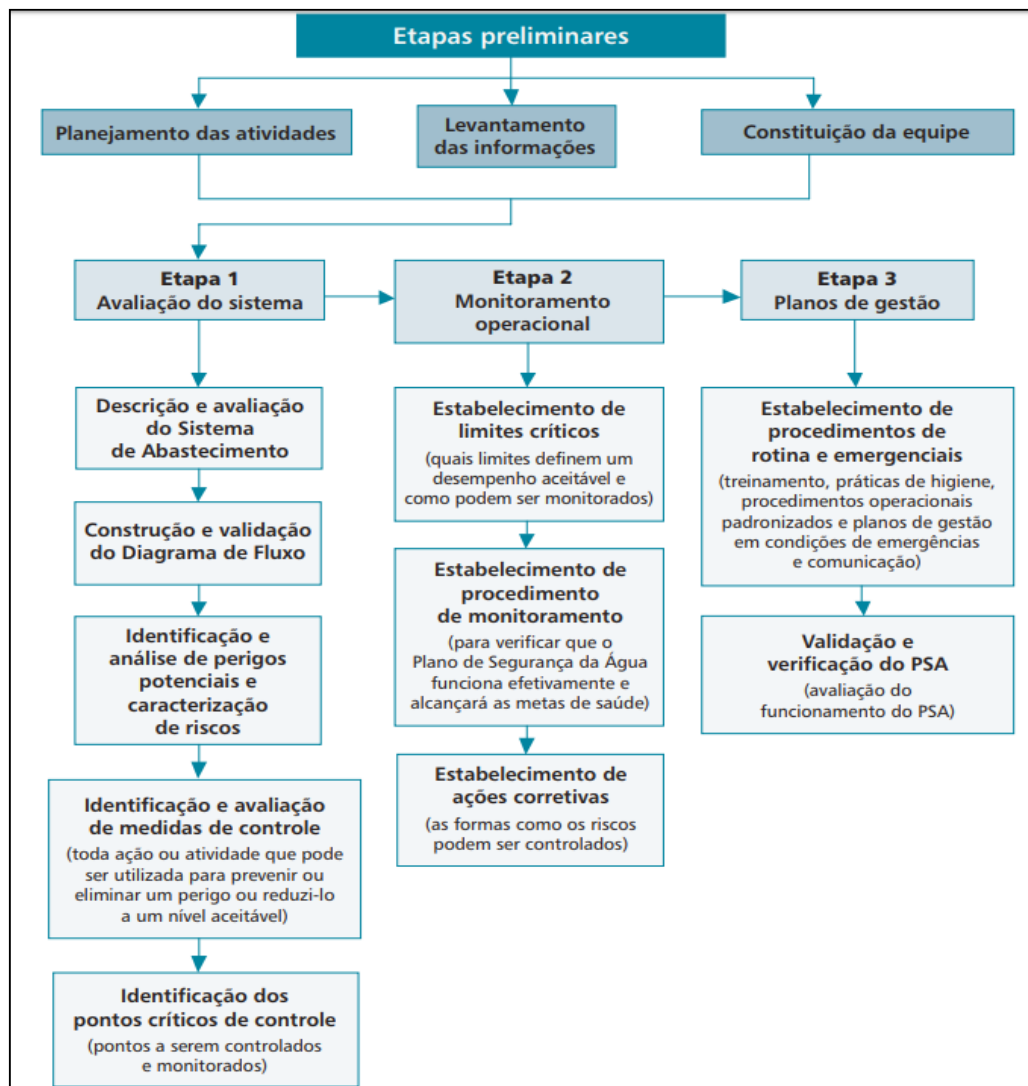 Etapas preliminares
Planejamento das atividades
Levantamento
das informações
Constituição da equipe
Etapa 1
Avaliação do sistema
Etapa 2
Monitoramento
operacional
Etapa 3
Planos de gestão
Descrição e avaliação
do Sistema
de Abastecimento
Construção e validação
do Diagrama de Fluxo
Identificação e
análise de perigos
potenciais e
caracterização
de riscos
Identificação e avaliação
de medidas de controle
(toda ação ou atividade que pode
ser utilizada para prevenir ou
eliminar um perigo ou reduzi-lo
a um nível aceitável)
Identificação dos
pontos críticos de controle
(pontos a serem controlados
e monitorados)
Estabelecimento de
limites críticos
(quais limites definem um
desempenho aceitável e
como podem ser monitorados)
Estabelecimento de
procedimento
de monitoramento
(para verificar que o
Plano de Segurança da Água
funciona efetivamente e
alcançará as metas de saúde)
Estabelecimento de
ações corretivas
(as formas como os riscos
podem ser controlados)
Estabelecimento de
procedimentos de
rotina e emergenciais
(treinamento, práticas de higiene,
procedimentos operacionais
padronizados e planos de gestão
em condições de emergências
e comunicação)
Validação e
verificação do PSA
(avaliação do
funcionamento do PSA)